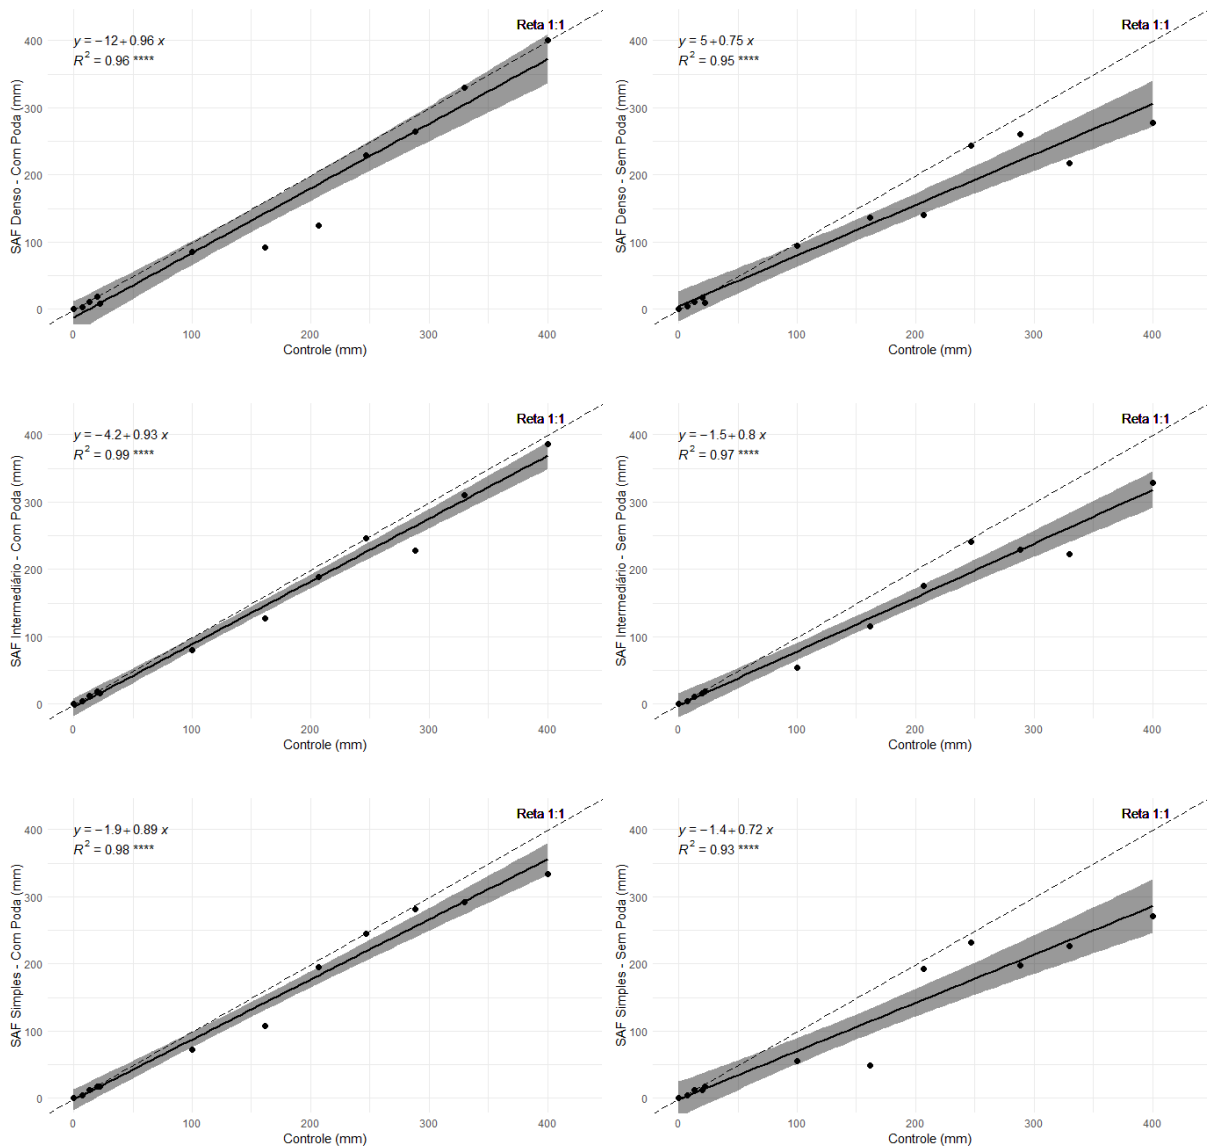 Reta 1:1
y = −12+0.96 x
R² = 0.96 ****
SAF Denso - Com Poda (mm)
400
300
200
100
0
0 100 200 300 400
Controle (mm)
Reta 1:1
y = 5+0.75 x
R² = 0.95 ****
SAF Denso - Sem Poda (mm)
400
300
200
100
0
0 100 200 300 400
Controle (mm)
Reta 1:1
y = −4.2+0.93 x
R² = 0.99 ****
SAF Intermediário - Com Poda (mm)
400
300
200
100
0
0 100 200 300 400
Controle (mm)
Reta 1:1
y = −1.5+0.8 x
R² = 0.97 ****
SAF Intermediário - Sem Poda (mm)
400
300
200
100
0
0 100 200 300 400
Controle (mm)
Reta 1:1
y = −1.9+0.89 x
R² = 0.98 ****
SAF Simples - Com Poda (mm)
400
300
200
100
0
0 100 200 300 400
Controle (mm)
Reta 1:1
y = −1.4+0.72 x
R² = 0.93 ****
SAF Simples - Sem Poda (mm)
400
300
200
100
0
0 100 200 300 400
Controle (mm)